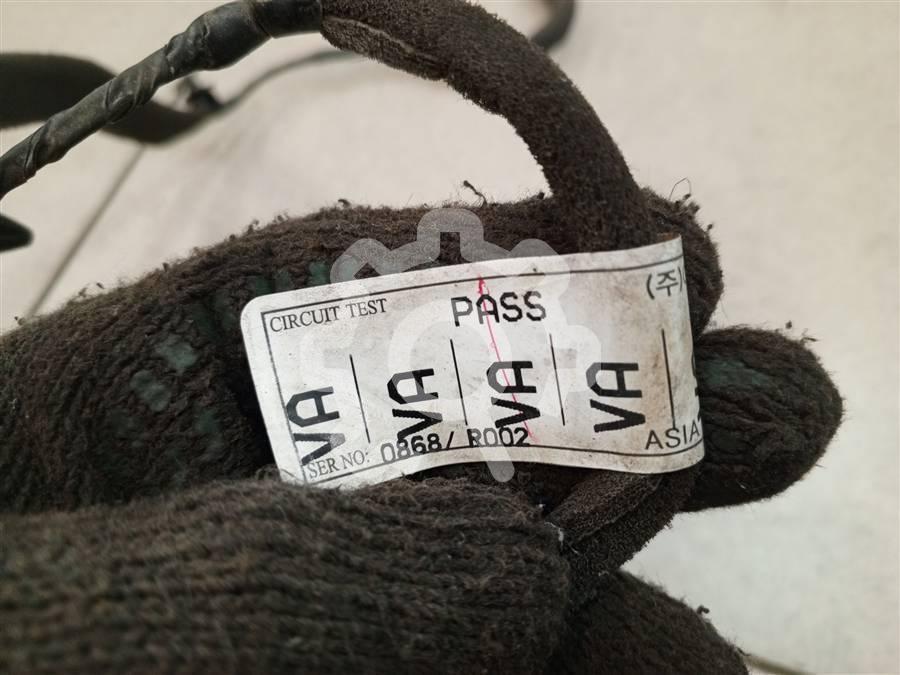 CIRCUIT TEST PASS (주)
VA VA VA VA
SER NO: 0868/ R002 ASIA